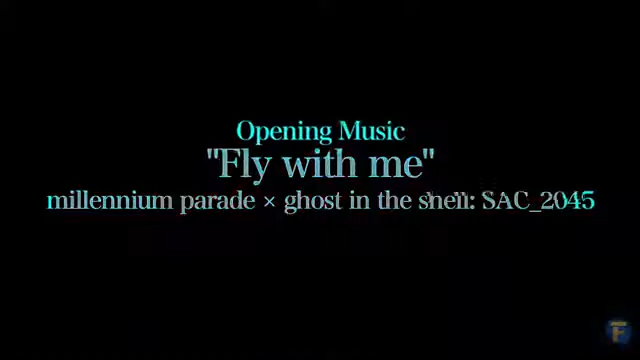 Opening Music
"Fly with me"
millennium parade × ghost in the shell: SAC_2045